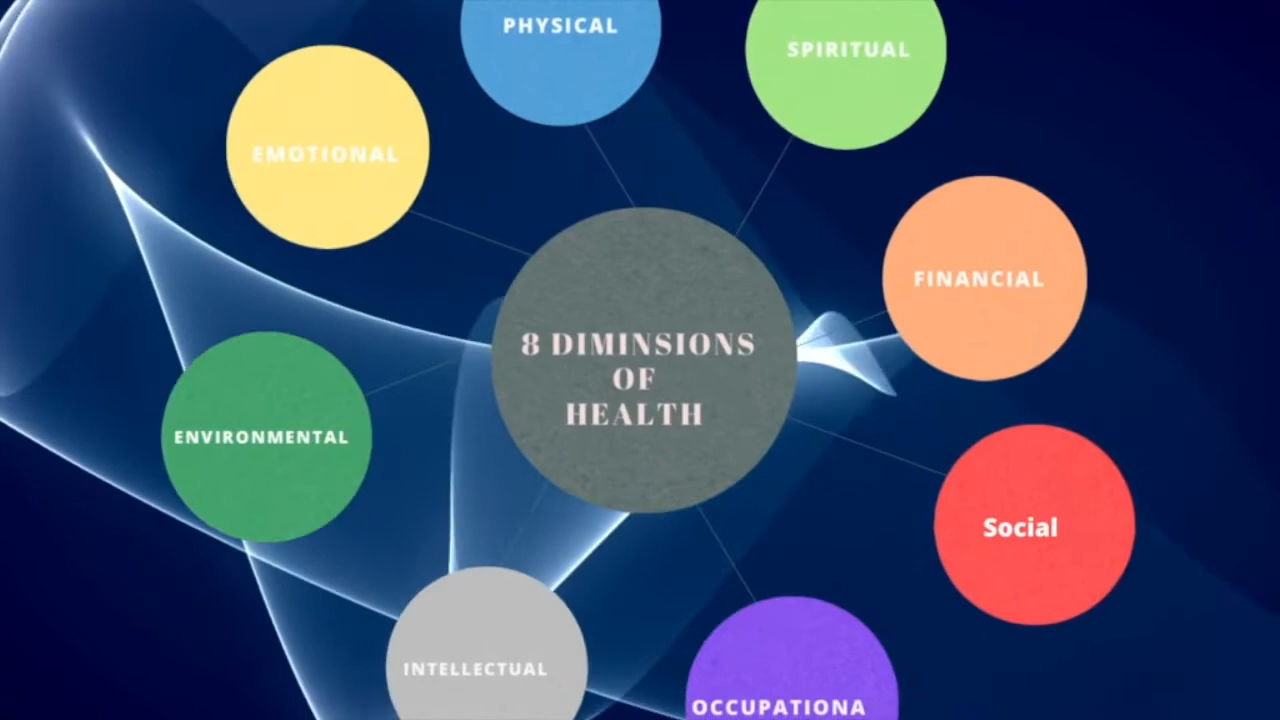 PHYSICAL
SPIRITUAL
EMOTIONAL
FINANCIAL
8 DIMINSIONS
OF
HEALTH
ENVIRONMENTAL
Social
INTELLECTUAL
OCCUPATIONA